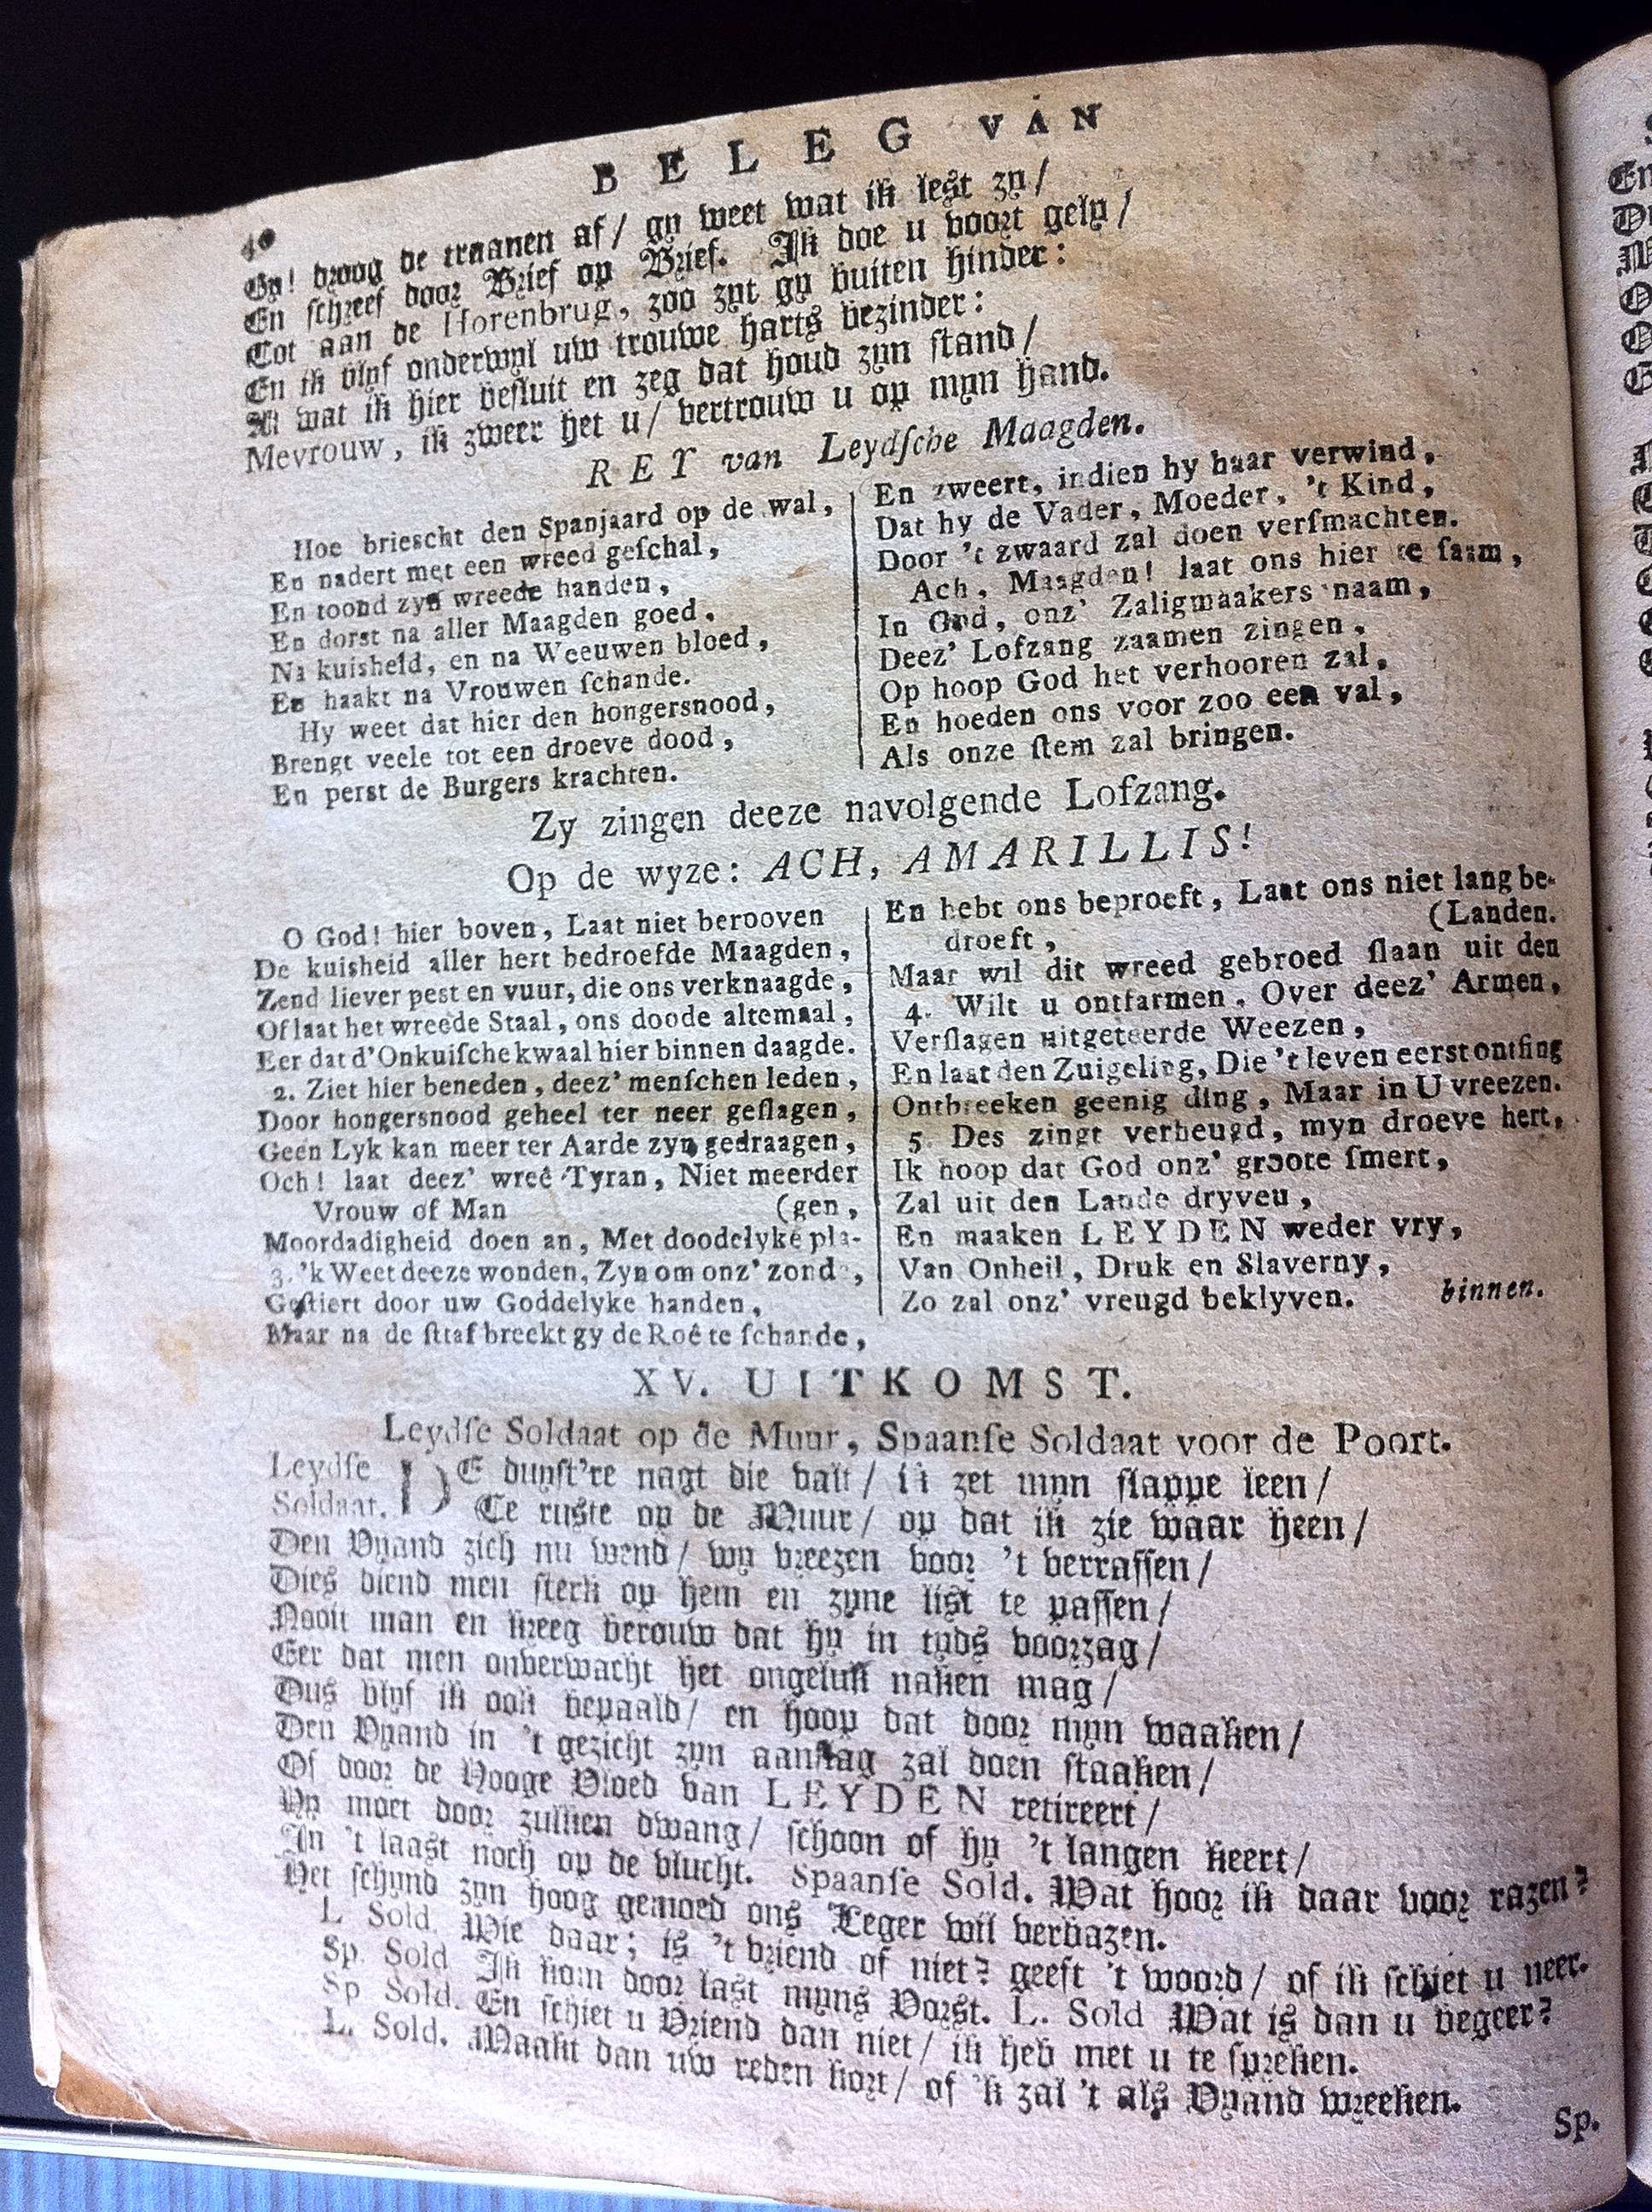 40 BELEG VAN
Gy! droog de traanen af/ gy weet wat ik lest zy/
En schreef door Brief op Brief. Ik doe u voort gely/
Tot aan de Horenbrug, zoo zyt gy buiten hinder:
En ik blyf onderwyl uw trouwe harts bezinder:
Al wat ik hier besluit en zeg dat houd zyn stand/
Mevrouw, ik zweer het u/ vertrouw u op myn hand.
REY van Leydſche Maagden.
Hoe briescht den Spanjaard op de wal,
En nadert met een wreed geſchal,
En toond zyn wreede handen,
En dorst na aller Maagden goed,
Na kuisheid, en na Weeuwen bloed,
En haakt na Vrouwen ſchande.
Hy weet dat hier den hongersnood,
Brengt veele tot een droeve dood,
En perst de Burgers krachten.
En zweert, indien hy haar verwind,
Dat hy de Vader, Moeder, 't Kind,
Door 't zwaard zal doen verſmachten.
Ach, Maagden! laat ons hier te ſaam,
In God, onz' Zaligmaakers naam,
Deez' Lofzang zaamen zingen,
Op hoop God het verhooren zal,
En hoeden ons voor zoo een val,
Als onze ſtem zal bringen.
Zy zingen deeze navolgende Lofzang.
Op de wyze: ACH, AMARILLIS!
O God! hier boven, Laat niet berooven
De kuisheid aller hert bedroefde Maagden,
Zend liever pest en vuur, die ons verknaagde,
Of laat het wreede Staal, ons doode altemaal,
Eer dat d'Onkuiſche kwaal hier binnen daagde.
2. Ziet hier beneden, deez' menſchen leden,
Door hongersnood geheel ter neer geſlagen,
Geen Lyk kan meer ter Aarde zyn gedraagen,
Och! laat deez' wreê Tyran, Niet meerder
Vrouw of Man (gen,
Moordadigheid doen an, Met doodelyke pla-
3. 'k Weet deeze wonden, Zyn om onz' zonde,
Geſtiert door uw Goddelyke handen,
Maar na de ſtraf breekt gy de Roê te ſchande,
En hebt ons beproeft, Laat ons niet lang be-
droeft, (Landen.
Maar wil dit wreed gebroed ſlaan uit den
4. Wilt u ontfarmen, Over deez' Armen,
Verſlagen uitgeteerde Weezen,
En laat den Zuigeling, Die 't leven eerst ontfing
Ontbreeken geenig ding, Maar in U vreezen.
5 Des zingt verheugd, myn droeve hert,
Ik hoop dat God onz' groote ſmert,
Zal uit den Lande dryven,
En maaken LEYDEN weder vry,
Van Onheil, Druk en Slaverny,
Zo zal onz' vreugd beklyven. binnen.
XV. UITKOMST.
Leydſe Soldaat op de Muur, Spaanſe Soldaat voor de Poort.
Leydſe Soldaat. DE duyst're nagt die valt/ ik zet myn slappe leen/
Te ruste op de Muur/ op dat ik zie waar heen/
Den Vyand zich nu wend/ wy vreezen voor 't verrassen/
Dies diend men sterk op hem en zyne list te passen/
Nooit man en kreeg berouw dat hy in tyds voorzag/
Eer dat men onverwacht het ongeluk naken mag/
Dus blyf ik ook bepaald/ en hoop dat door myn waaken/
Den Vyand in 't gezicht zyn aanslag zal doen staaken/
Of door de Hooge Vloed van LEYDEN retireert/
Hy moet door zulken dwang/ schoon of hy 't langen keert/
In 't laast noch op de vlucht. Spaanſe Sold. Wat hoor ik daar voor razen?
Het schynd zyn hoog gemoed ons Leger wil verbazen.
L Sold. Wie daar; is 't vriend of niet? geeft 't woord/ of ik schiet u neer.
Sp. Sold Ik kom door last myns Vorst. L. Sold Wat is dan u begeer?
Sp Sold. En schiet u Vriend dan niet/ ik heb met u te spreken.
L. Sold. Maakt dan uw reden kort/ of 'k zal 't als Vyand wreeken.
Sp.